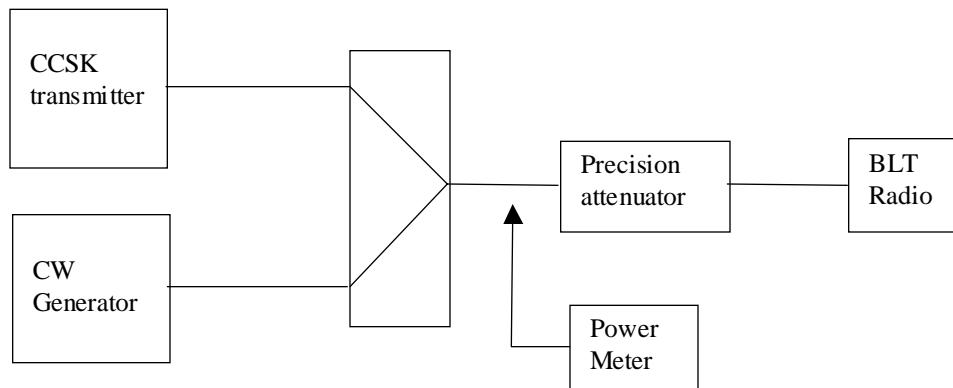 CCSK
transmitter
CW
Generator
Precision
attenuator
BLT
Radio
Power
Meter